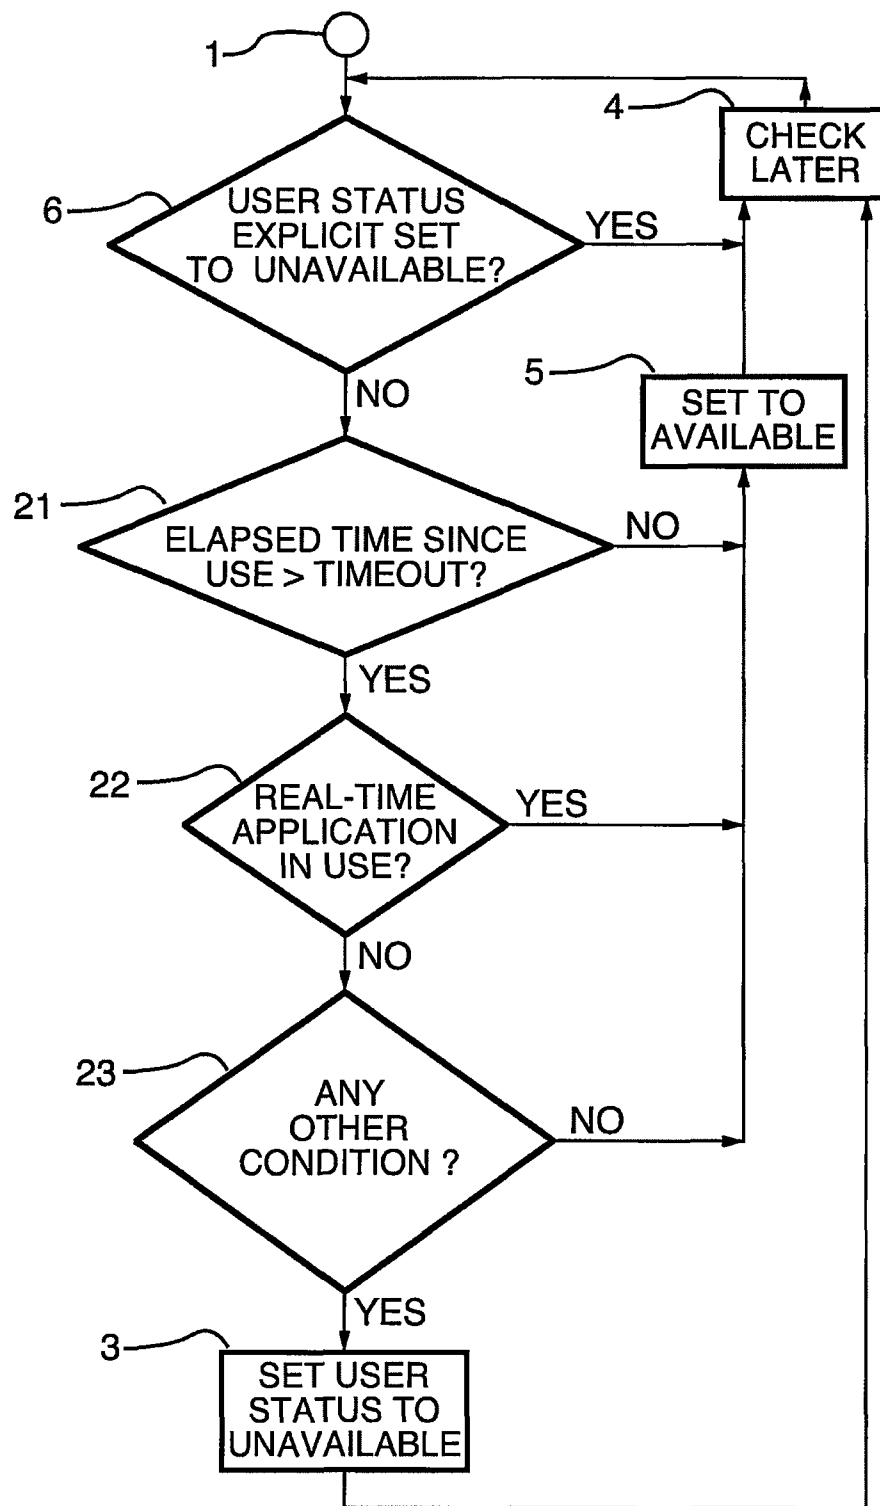 1
4
CHECK
LATER
6
USER STATUS
EXPLICIT SET
TO UNAVAILABLE?
YES
NO
5
SET TO
AVAILABLE
21
ELAPSED TIME SINCE
USE > TIMEOUT?
NO
YES
22
REAL-TIME
APPLICATION
IN USE?
YES
NO
23
ANY
OTHER
CONDITION ?
NO
YES
3
SET USER
STATUS TO
UNAVAILABLE